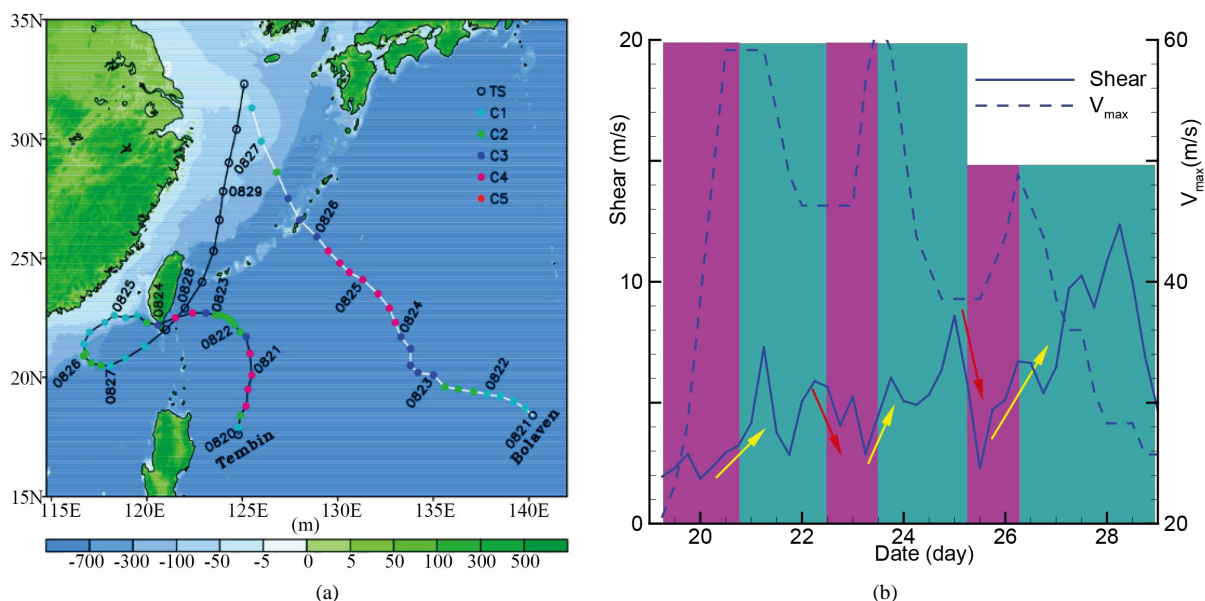 35N
30N
25N
20N
15N
115E 120E 125E 130E 135E 140E
(m)
TS
C1
C2
C3
C4
C5
0827
0829
0826
0825
0824
0828
0823
0825
0824
0822
0826
0827
0821
0823
0822
0820
0821
Tembin
Bolaven
-700 -300 -100 -50 -5 0 5 50 100 300 500
(a)
20
10
0
Shear (m/s)
60
40
20
Vmax(m/s)
Shear
Vmax
20 22 24 26 28
Date (day)
(b)